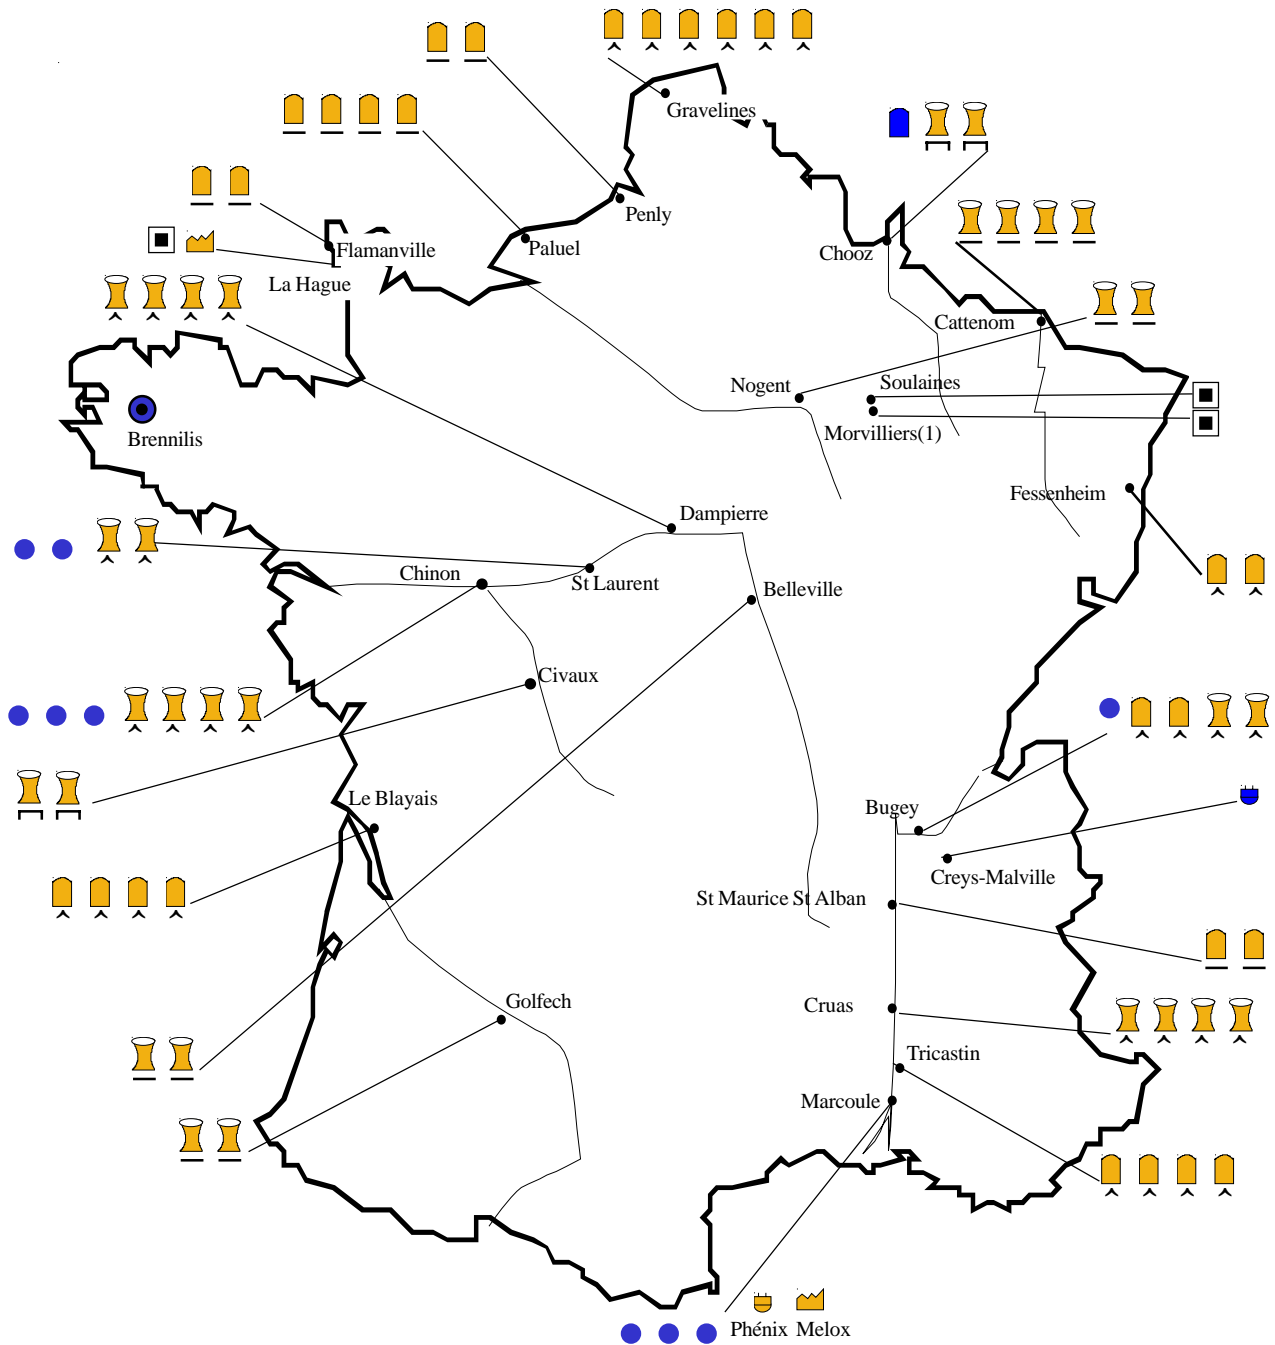 Gravelines
Penly
Paluel
Flamanville
Chooz
La Hague
Cattenom
Nogent
Soulaines
Morvilliers(1)
Brennilis
Fessenheim
Dampierre
Chinon
St Laurent
Belleville
Civaux
Le Blayais
Bugey
Creys-Malville
St Maurice St Alban
Golfech
Cruas
Tricastin
Marcoule
Phénix Melox